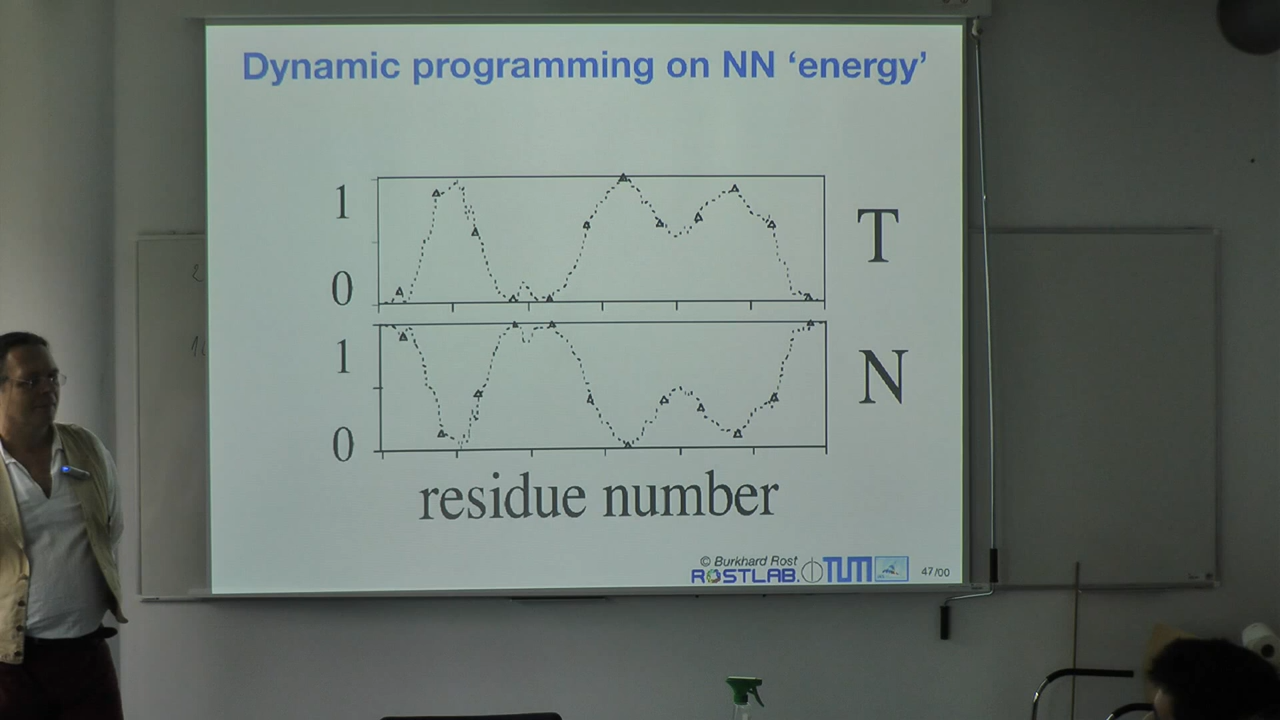 Dynamic programming on NN ‘energy’
1
0
T
1
0
N
residue number
© Burkhard Rost
ROSTLAB. TUM
47/00